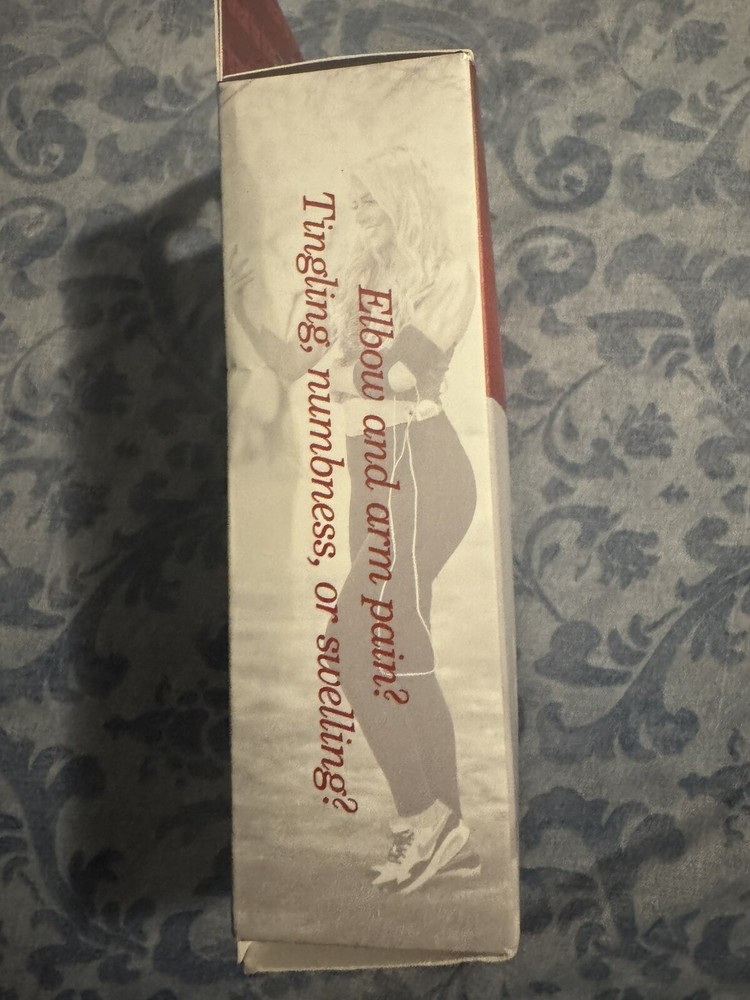 Elbow and arm pain?
Tingling, numbness, or swelling?